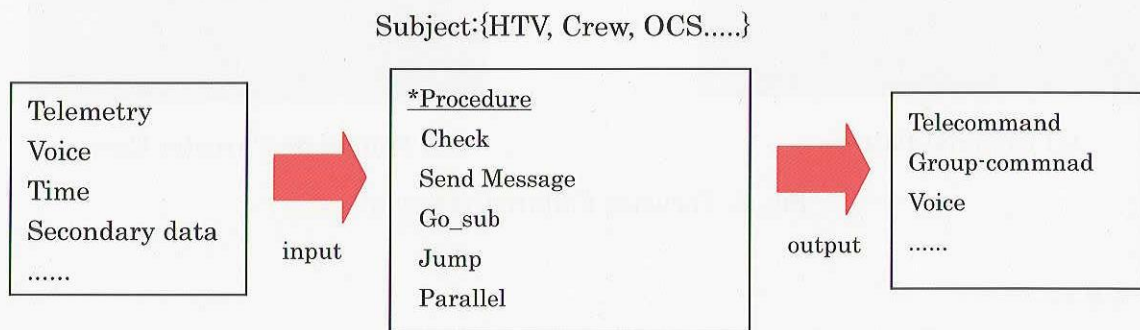 Subject:{HTV, Crew, OCS.....}
Telemetry
Voice
Time
Secondary data
......
input
*Procedure
Check
Send Message
Go_sub
Jump
Parallel
output
Telecommand
Group-commnad
Voice
......